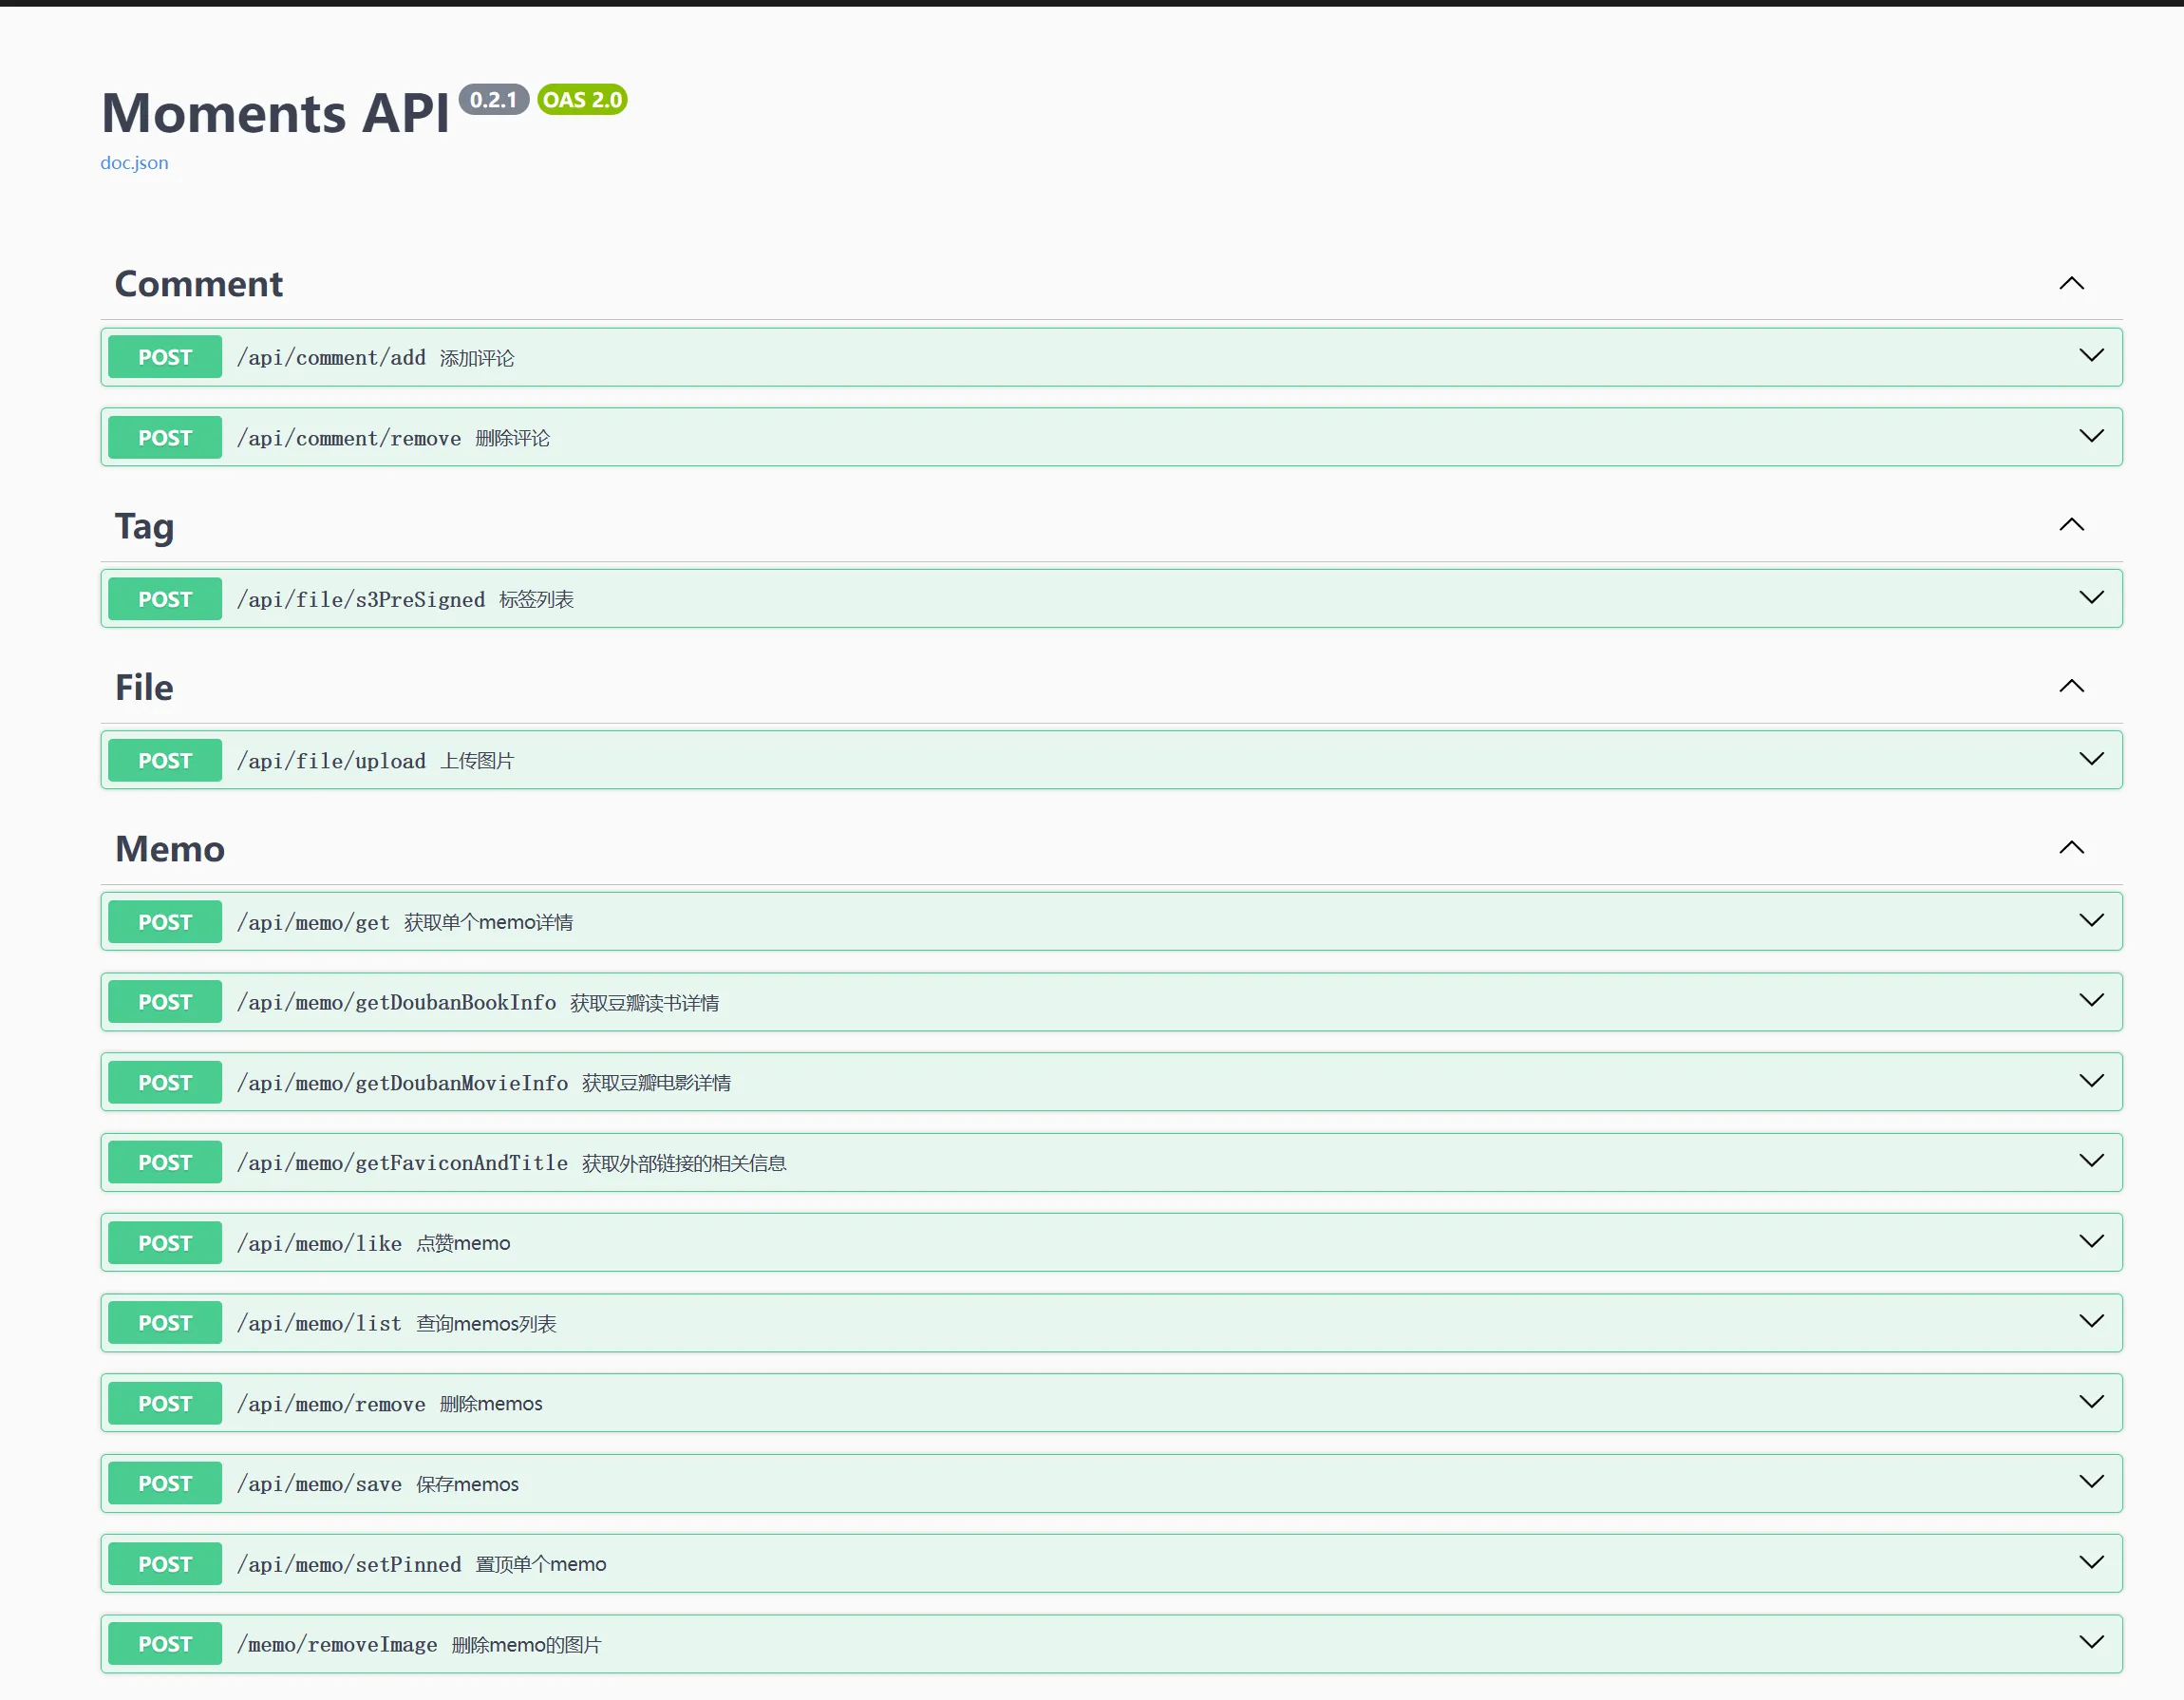 Moments API 0.2.1 OAS 2.0
doc.json
Comment
POST /api/comment/add 添加评论
POST /api/comment/remove 删除评论
Tag
POST /api/file/s3PreSigned 标签列表
File
POST /api/file/upload 上传图片
Memo
POST /api/memo/get 获取单个memo详情
POST /api/memo/getDoubanBookInfo 获取豆瓣读书详情
POST /api/memo/getDoubanMovieInfo 获取豆瓣电影详情
POST /api/memo/getFaviconAndTitle 获取外部链接的相关信息
POST /api/memo/like 点赞memo
POST /api/memo/list 查询memos列表
POST /api/memo/remove 删除memos
POST /api/memo/save 保存memos
POST /api/memo/setPinned 置顶单个memo
POST /memo/removeImage 删除memo的图片